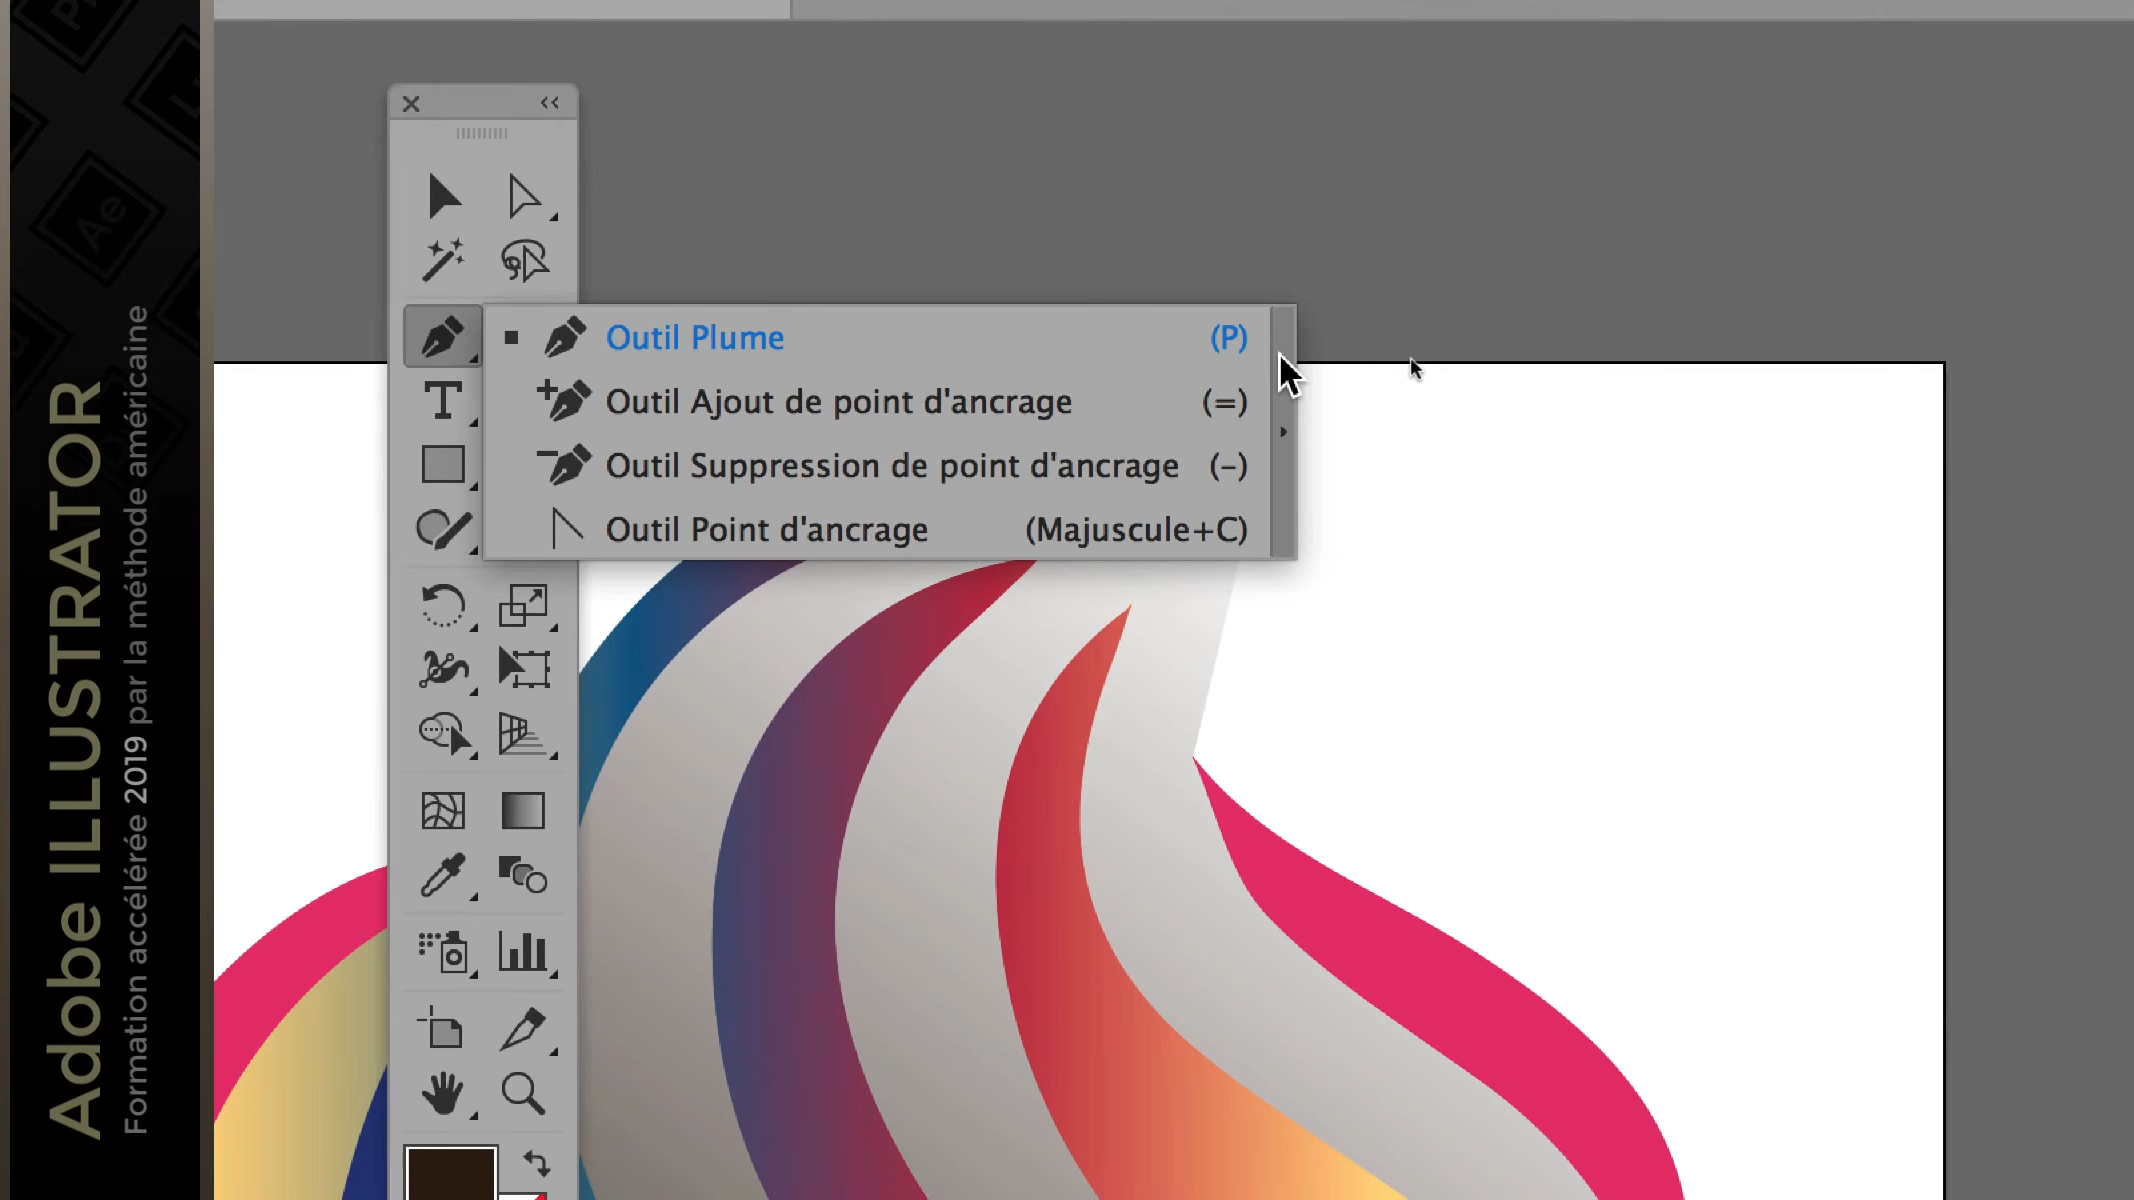 Adobe ILLUSTRATOR
Formation accélérée 2019 par la méthode américaine
Ae
Outil Plume (P)
Outil Ajout de point d'ancrage (=)
Outil Suppression de point d'ancrage (-)
Outil Point d'ancrage (Majuscule+C)